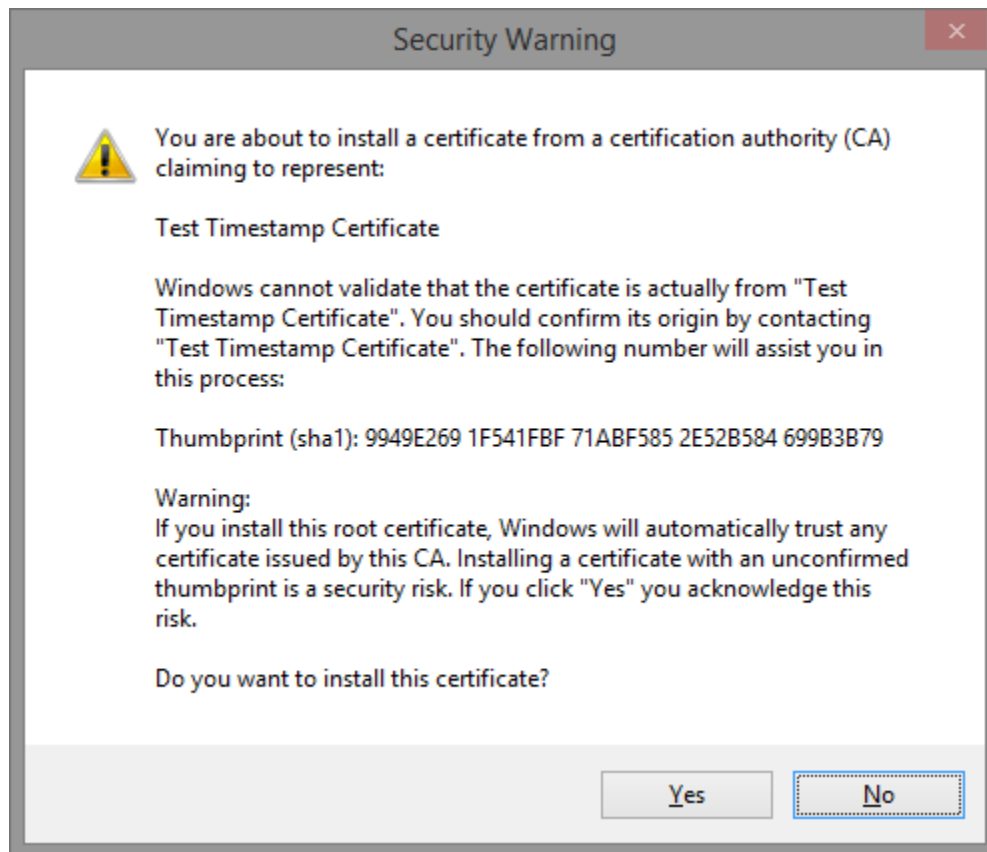 Security Warning
You are about to install a certificate from a certification authority (CA)
claiming to represent:
Test Timestamp Certificate
Windows cannot validate that the certificate is actually from "Test
Timestamp Certificate". You should confirm its origin by contacting
"Test Timestamp Certificate". The following number will assist you in
this process:
Thumbprint (sha1): 9949E269 1F541FBF 71ABF585 2E52B584 699B3B79
Warning:
If you install this root certificate, Windows will automatically trust any
certificate issued by this CA. Installing a certificate with an unconfirmed
thumbprint is a security risk. If you click "Yes" you acknowledge this
risk.
Do you want to install this certificate?
Yes No